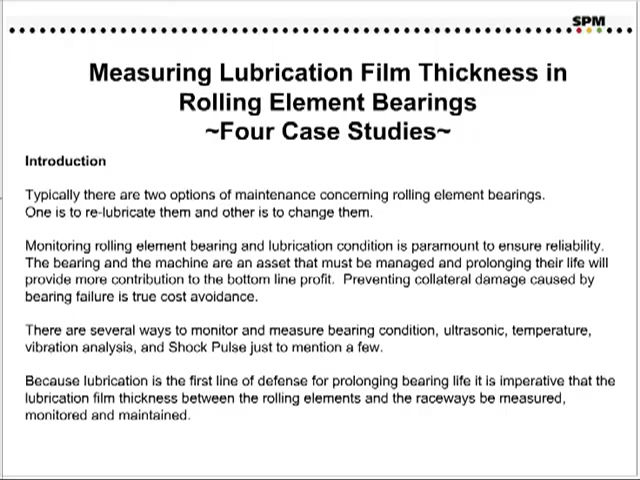 SPM
Measuring Lubrication Film Thickness in
Rolling Element Bearings
~Four Case Studies~
Introduction
Typically there are two options of maintenance concerning rolling element bearings.
One is to re-lubricate them and other is to change them.
Monitoring rolling element bearing and lubrication condition is paramount to ensure reliability.
The bearing and the machine are an asset that must be managed and prolonging their life will
provide more contribution to the bottom line profit.  Preventing collateral damage caused by
bearing failure is true cost avoidance.
There are several ways to monitor and measure bearing condition, ultrasonic, temperature,
vibration analysis, and Shock Pulse just to mention a few.
Because lubrication is the first line of defense for prolonging bearing life it is imperative that the
lubrication film thickness between the rolling elements and the raceways be measured,
monitored and maintained.